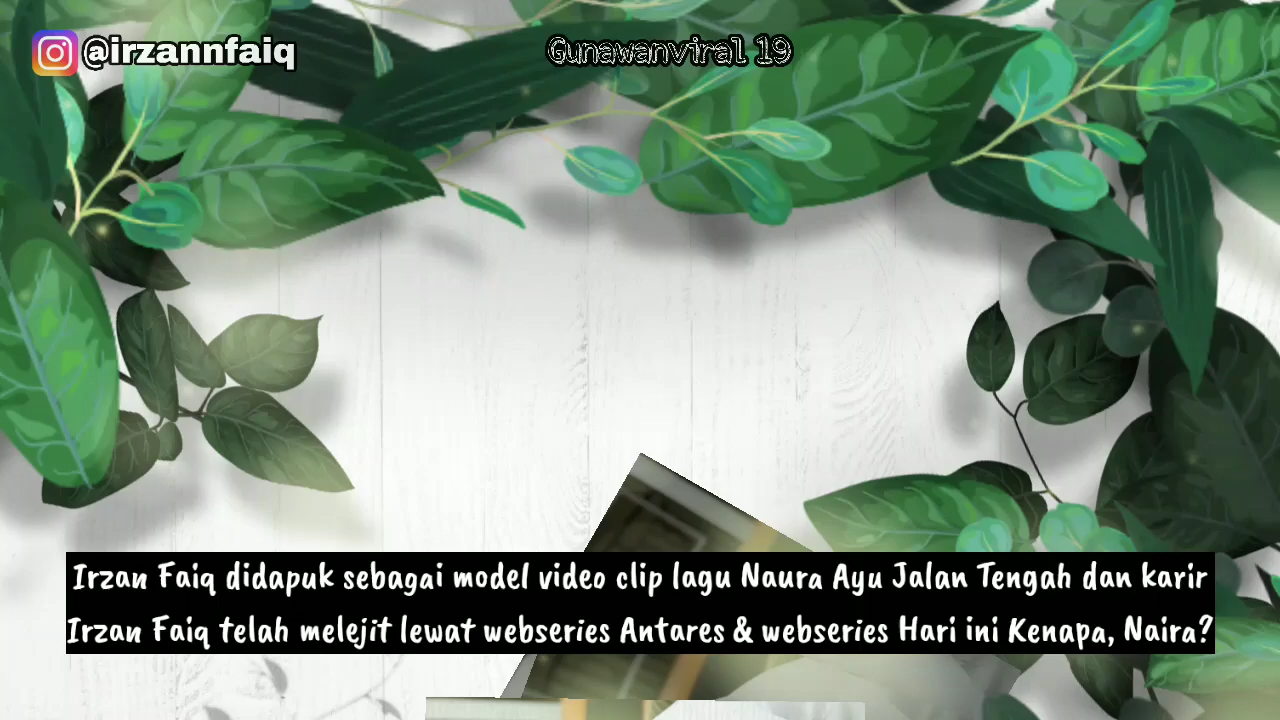 @irzannfaiq
Gunawanviral 19
Irzan Faiq didapuk sebagai model video clip lagu Naura Ayu Jalan Tengah dan karir
Irzan Faiq telah melejit lewat webseries Antares & webseries Hari ini Kenapa, Naira?